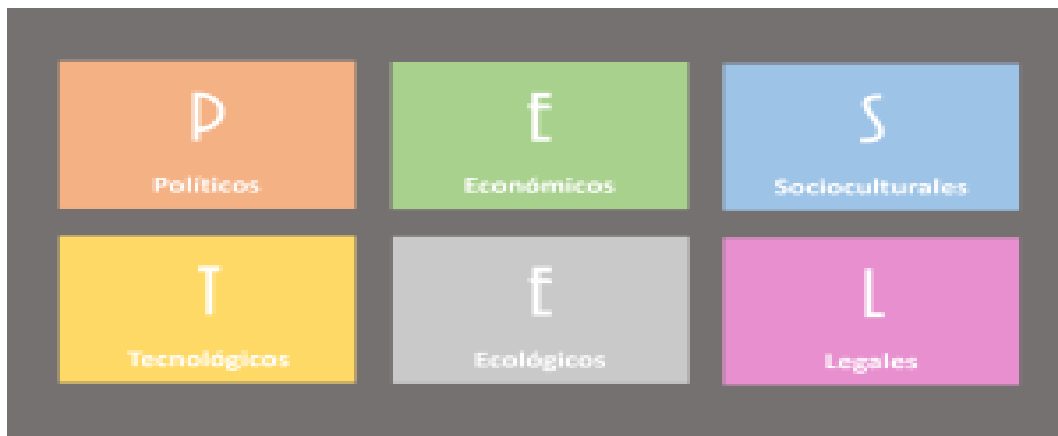 P
Políticos
E
Económicos
S
Socioculturales
T
Tecnológicos
E
Ecológicos
L
Legales